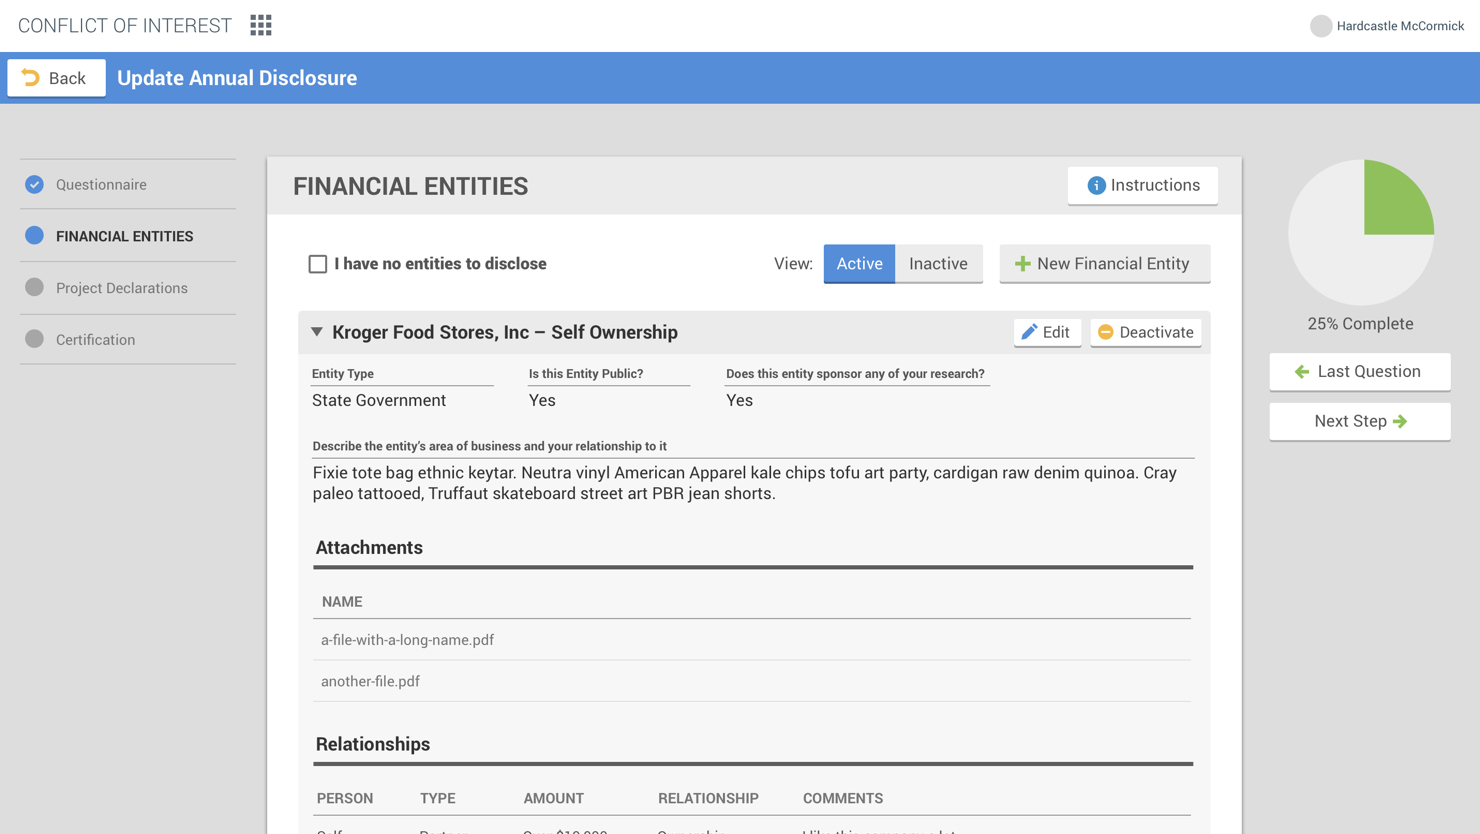 CONFLICT OF INTEREST
Hardcastle McCormick
Back
Update Annual Disclosure
Questionnaire
FINANCIAL ENTITIES
Project Declarations
Certification
FINANCIAL ENTITIES
Instructions
I have no entities to disclose
View: Active Inactive
New Financial Entity
Kroger Food Stores, Inc – Self Ownership
Edit
Deactivate
Entity Type
Is this Entity Public?
Does this entity sponsor any of your research?
State Government
Yes
Yes
Describe the entity's area of business and your relationship to it
Fixie tote bag ethnic keytar. Neutra vinyl American Apparel kale chips tofu art party, cardigan raw denim quinoa. Cray
paleo tattooed, Truffaut skateboard street art PBR jean shorts.
Attachments
NAME
a-file-with-a-long-name.pdf
another-file.pdf
Relationships
PERSON TYPE AMOUNT RELATIONSHIP COMMENTS
25% Complete
Last Question
Next Step